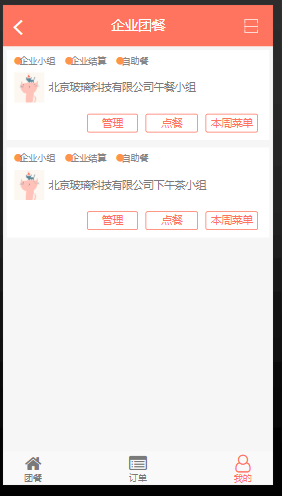 企业团餐
企业小组 企业结算 自助餐
北京玻璃科技有限公司午餐小组
管理 点餐 本周菜单
企业小组 企业结算 自助餐
北京玻璃科技有限公司下午茶小组
管理 点餐 本周菜单
团餐 订单 我的